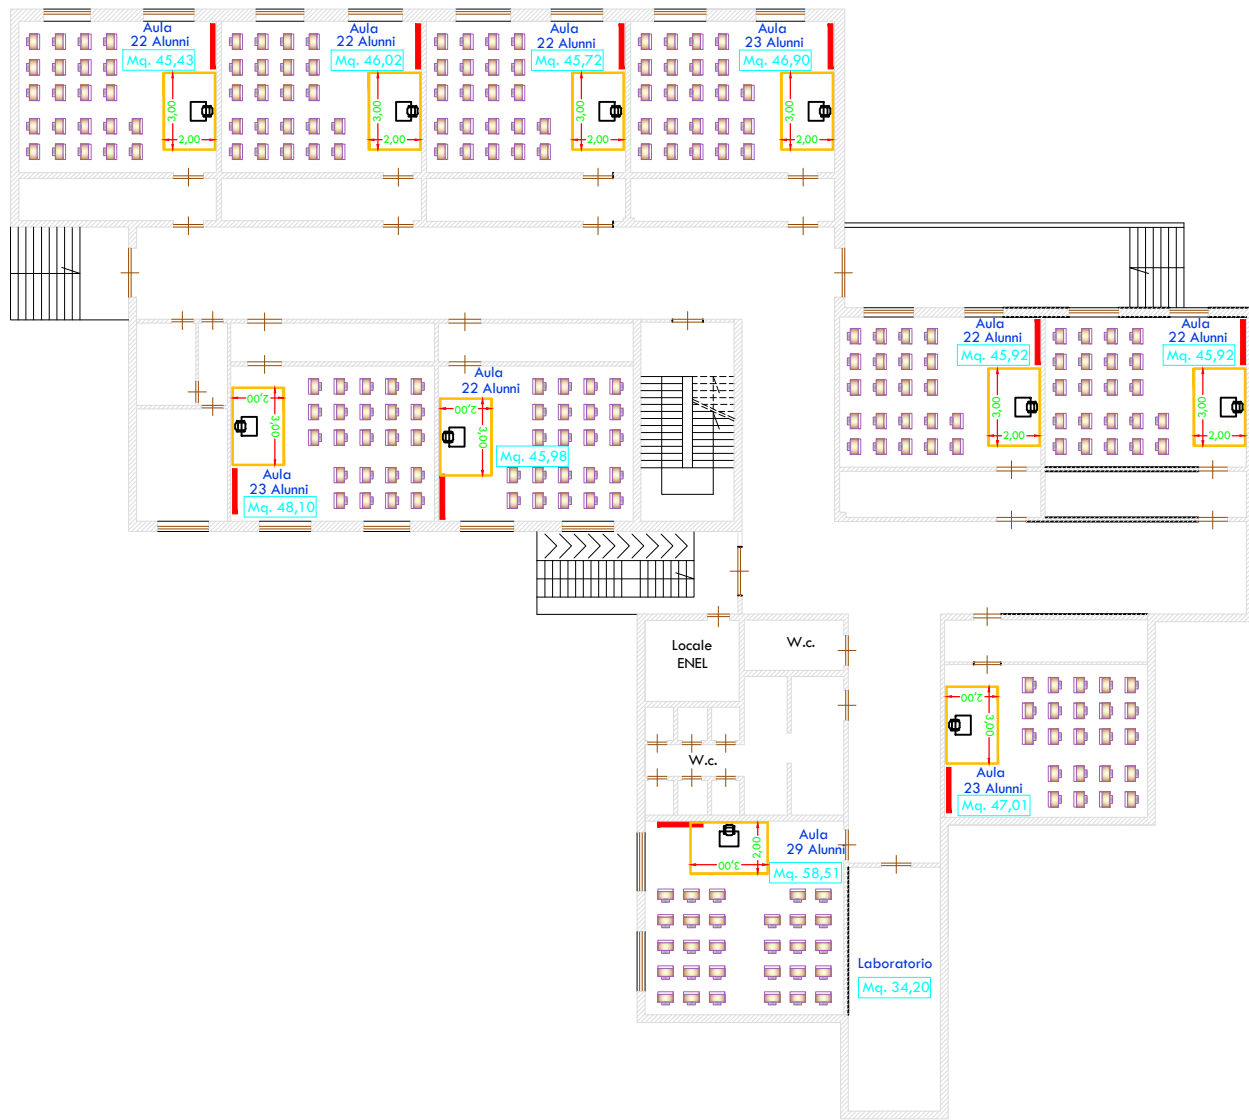 Aula
22 Alunni
Mq. 45,43
3,00
2,00
Aula
22 Alunni
Mq. 46,02
3,00
2,00
Aula
22 Alunni
Mq. 45,72
3,00
2,00
Aula
23 Alunni
Mq. 46,90
3,00
2,00
Aula
22 Alunni
Mq. 45,92
3,00
2,00
Aula
22 Alunni
Mq. 45,92
3,00
2,00
2,00
3,00
Aula
23 Alunni
Mq. 48,10
Aula
22 Alunni
2,00
3,00
Mq. 45,98
Locale
ENEL
W.c.
W.c.
2,00
3,00
Aula
23 Alunni
Mq. 47,01
Aula
29 Alunni
2,00
3,00
Mq. 58,51
Laboratorio
Mq. 34,20